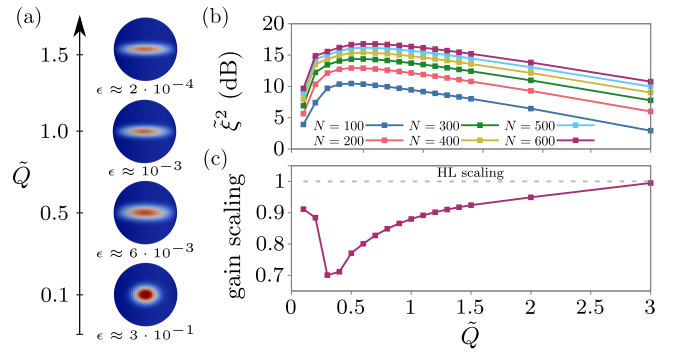 (a)
1.5
ϵ ≈ 2 · 10⁻⁴
1.0
ϵ ≈ 10⁻³
Q̃
0.5
ϵ ≈ 6 · 10⁻³
0.1
ϵ ≈ 3 · 10⁻¹
(b)
ξ̃² (dB)
20
15
10
5
0
N = 100 N = 300 N = 500
N = 200 N = 400 N = 600
(c)
gain scaling
HL scaling
1
0.9
0.8
0.7
0 0.5 1 1.5 2 2.5 3
Q̃